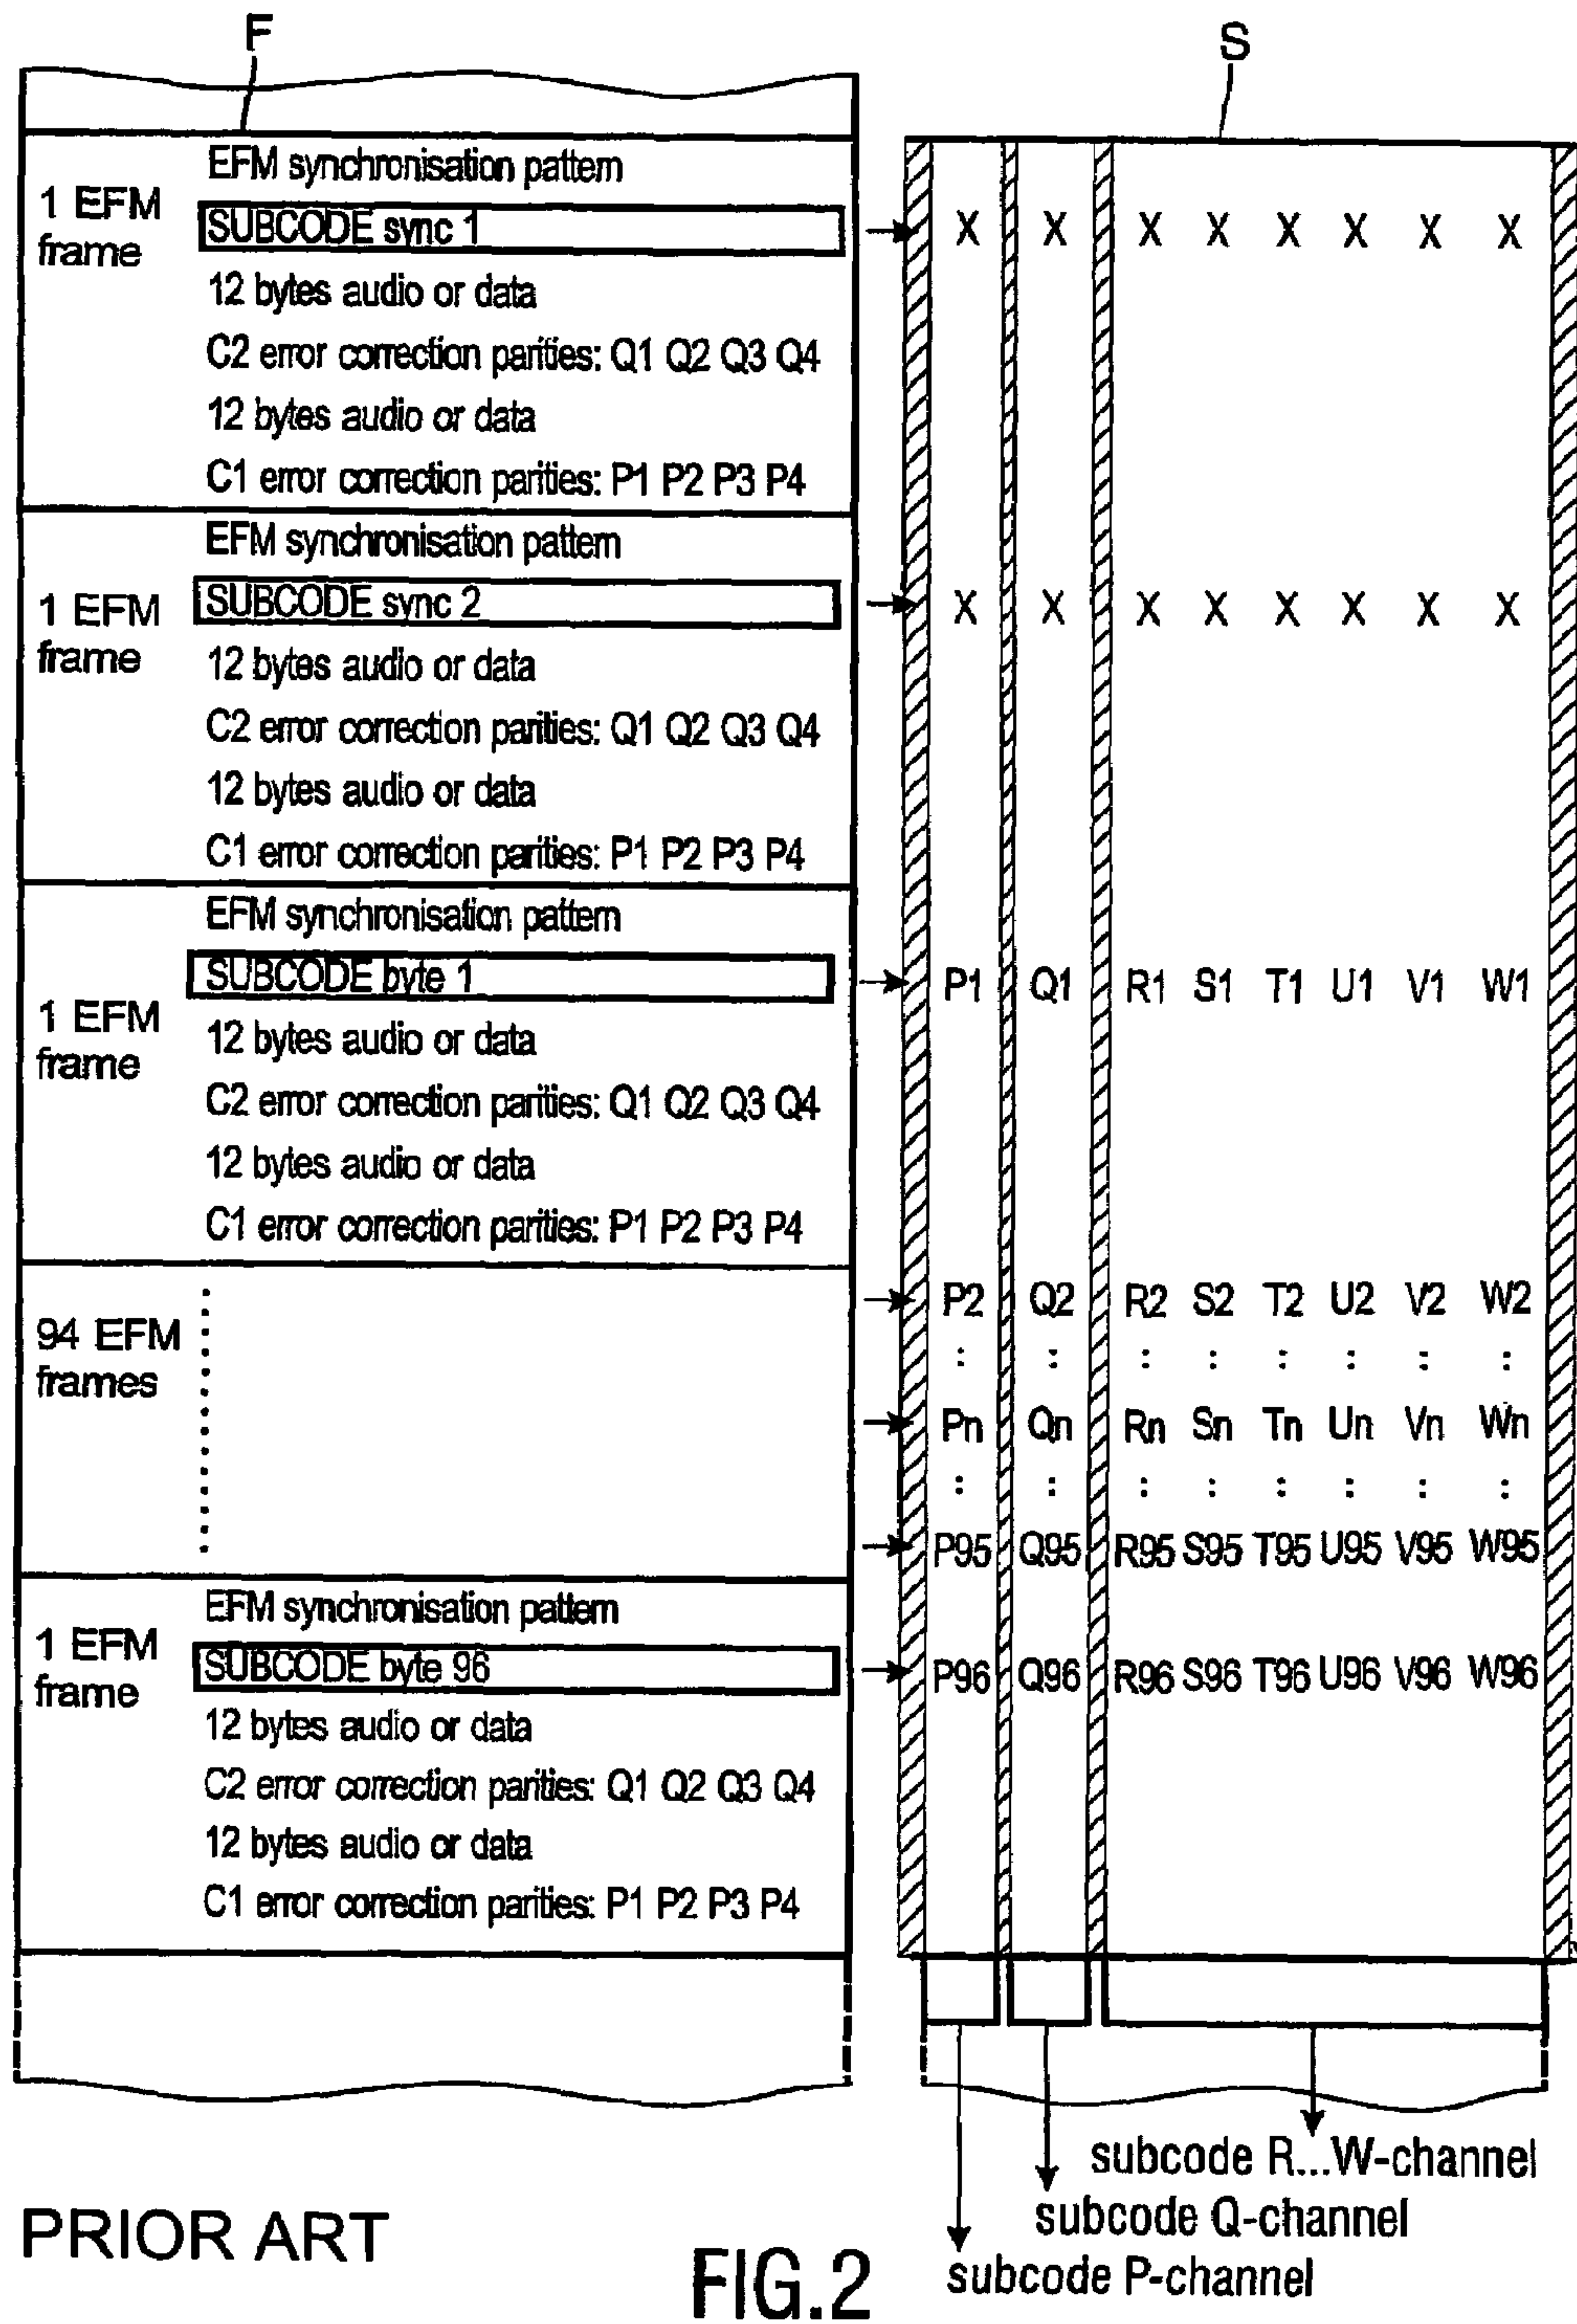 F
S
1 EFM
frame
EFM synchronisation pattern
SUBCODE sync 1
X X X X X X X X
12 bytes audio or data
C2 error correction parities: Q1 Q2 Q3 Q4
12 bytes audio or data
C1 error correction parities: P1 P2 P3 P4
1 EFM
frame
EFM synchronisation pattern
SUBCODE sync 2
X X X X X X X X
12 bytes audio or data
C2 error correction parities: Q1 Q2 Q3 Q4
12 bytes audio or data
C1 error correction parities: P1 P2 P3 P4
1 EFM
frame
EFM synchronisation pattern
SUBCODE byte 1
P1 Q1 R1 S1 T1 U1 V1 W1
12 bytes audio or data
C2 error correction parities: Q1 Q2 Q3 Q4
12 bytes audio or data
C1 error correction parities: P1 P2 P3 P4
94 EFM
frames
P2 Q2 R2 S2 T2 U2 V2 W2
: : : : : : : :
Pn Qn Rn Sn Tn Un Vn Wn
: : : : : : : :
P95 Q95 R95 S95 T95 U95 V95 W95
1 EFM
frame
EFM synchronisation pattern
SUBCODE byte 96
P96 Q96 R96 S96 T96 U96 V96 W96
12 bytes audio or data
C2 error correction parities: Q1 Q2 Q3 Q4
12 bytes audio or data
C1 error correction parities: P1 P2 P3 P4
subcode R...W-channel
subcode Q-channel
subcode P-channel
PRIOR ART
FIG.2